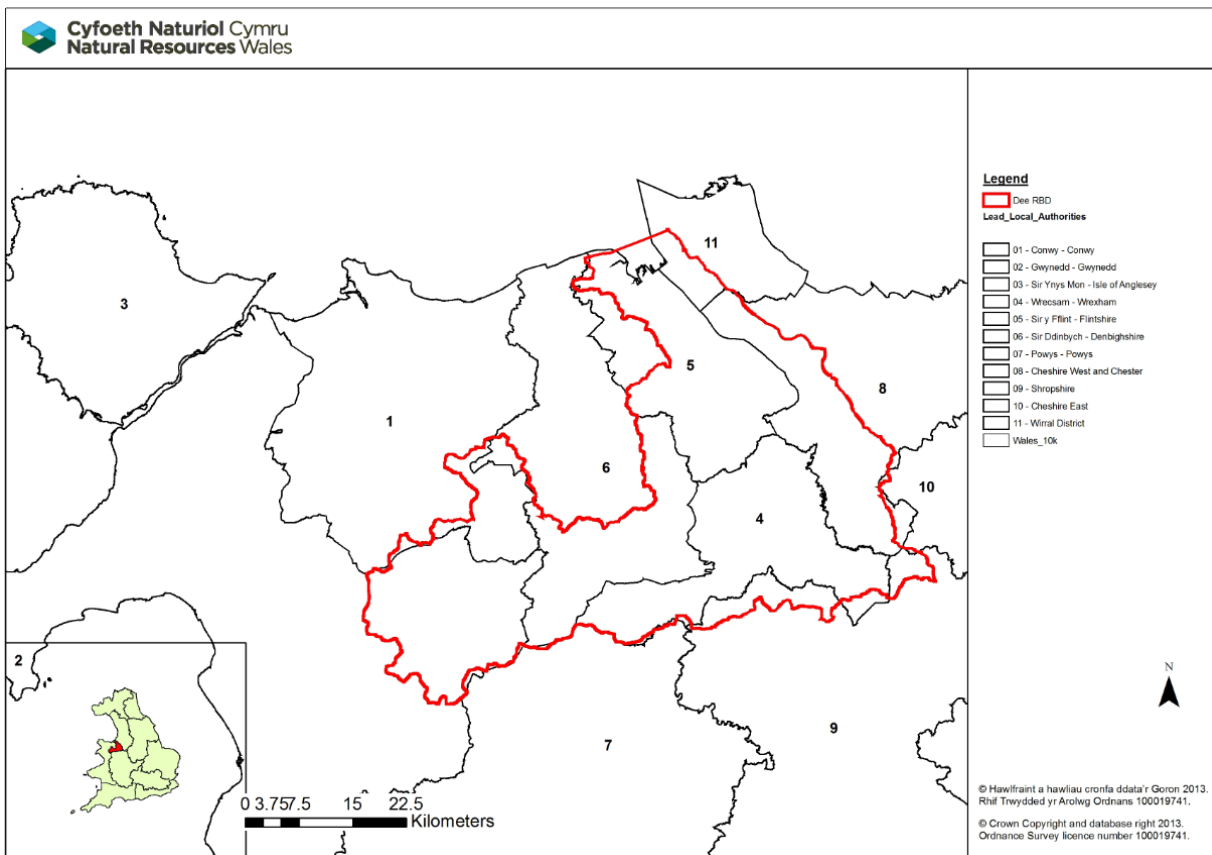 Cyfoeth Naturiol Cymru
Natural Resources Wales
11
3
5
8
1
6
10
4
2
7
9
0 3.75 7.5 15 22.5
Kilometers
Legend
Dee RBD
Lead_Local_Authorities
01 - Conwy - Conwy
02 - Gwynedd - Gwynedd
03 - Sir Ynys Mon - Isle of Anglesey
04 - Wrecsam - Wrexham
05 - Sir y Fflint - Flintshire
06 - Sir Ddinbych - Denbighshire
07 - Powys - Powys
08 - Cheshire West and Chester
09 - Shropshire
10 - Cheshire East
11 - Wirral District
Wales_10k
N
© Hawlfraint a hawliau cronfa ddata'r Goron 2013.
Rhif Trwydded yr Arolwg Ordnans 100019741.
© Crown Copyright and database right 2013.
Ordnance Survey licence number 100019741.